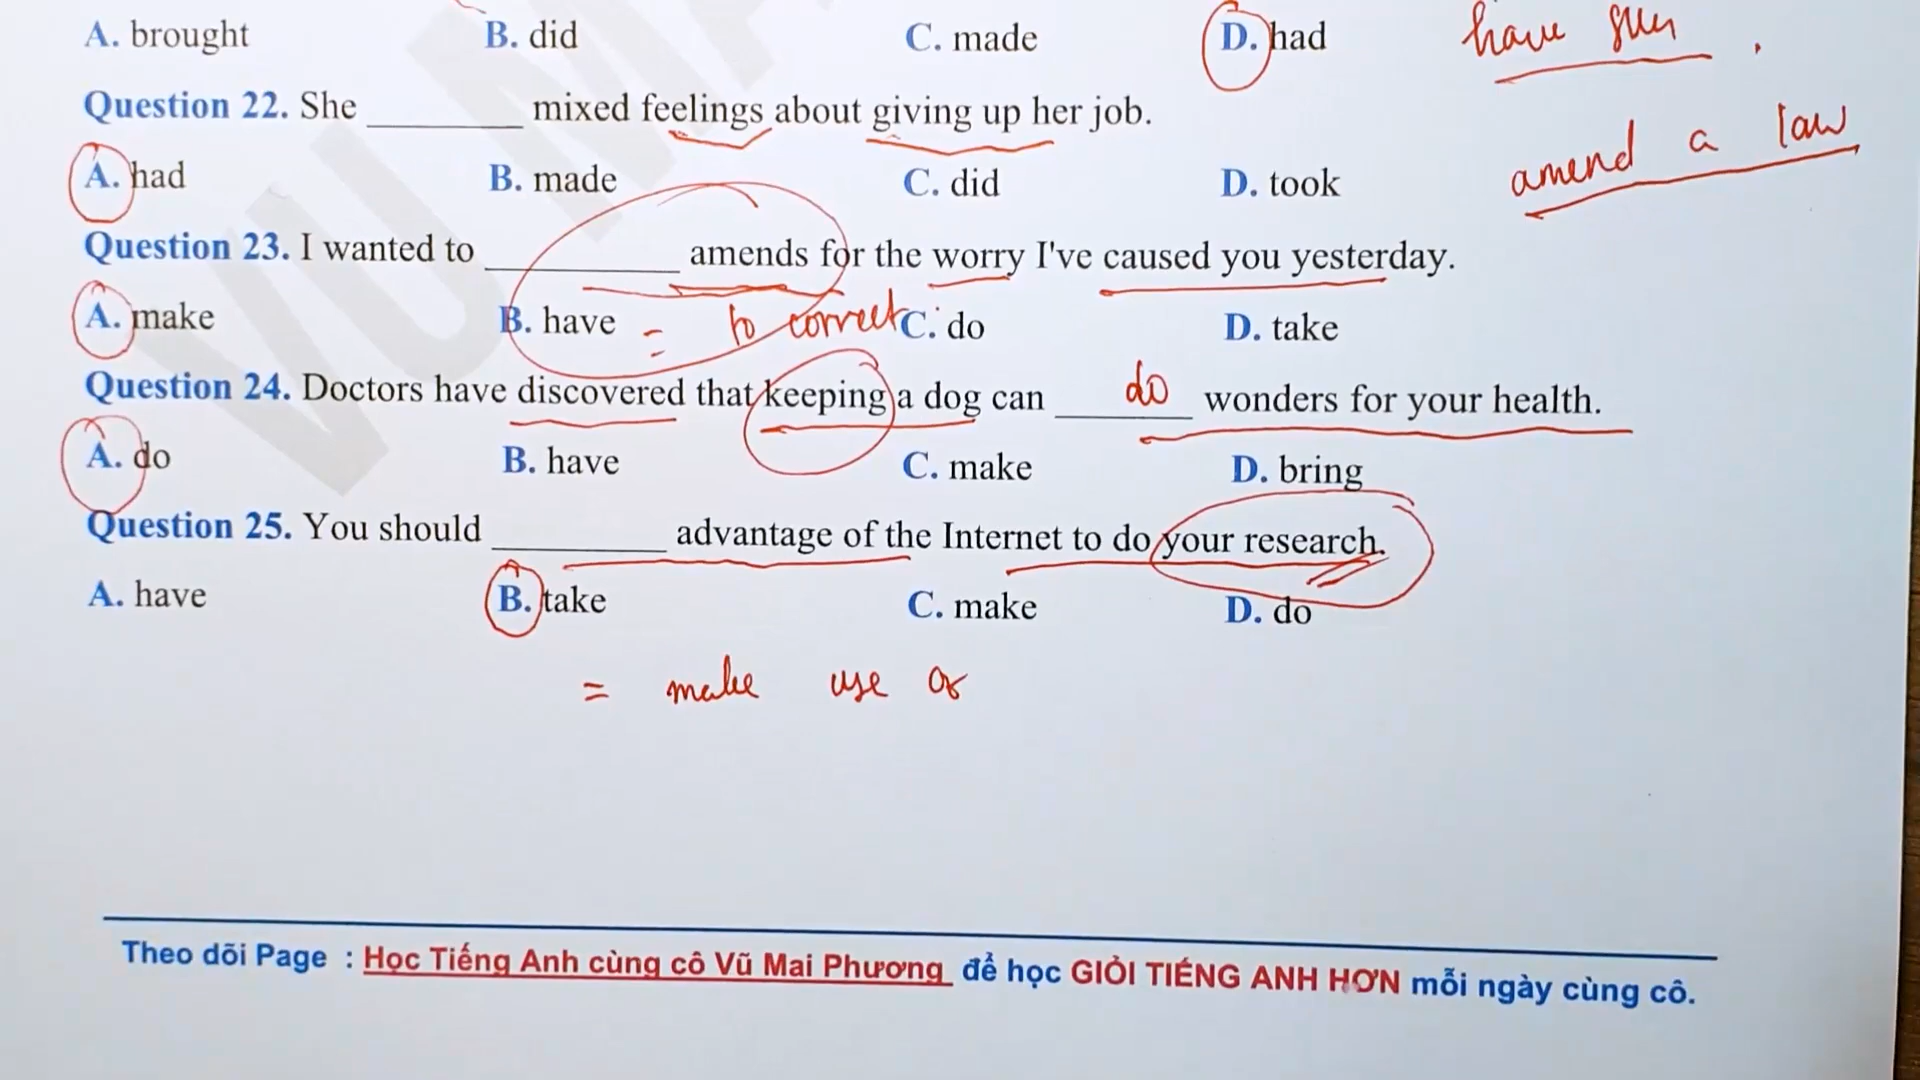 A. brought B. did C. made D. had have fun
Question 22. She ________ mixed feelings about giving up her job.
amend a law
A. had B. made C. did D. took
Question 23. I wanted to __________ amends for the worry I've caused you yesterday.
A. make B. have = to correct C. do D. take
Question 24. Doctors have discovered that keeping a dog can do wonders for your health.
A. do B. have C. make D. bring
Question 25. You should _________ advantage of the Internet to do your research.
A. have B. take C. make D. do
= make use of
Theo dõi Page : Học Tiếng Anh cùng cô Vũ Mai Phương để học GIỎI TIẾNG ANH HƠN mỗi ngày cùng cô.